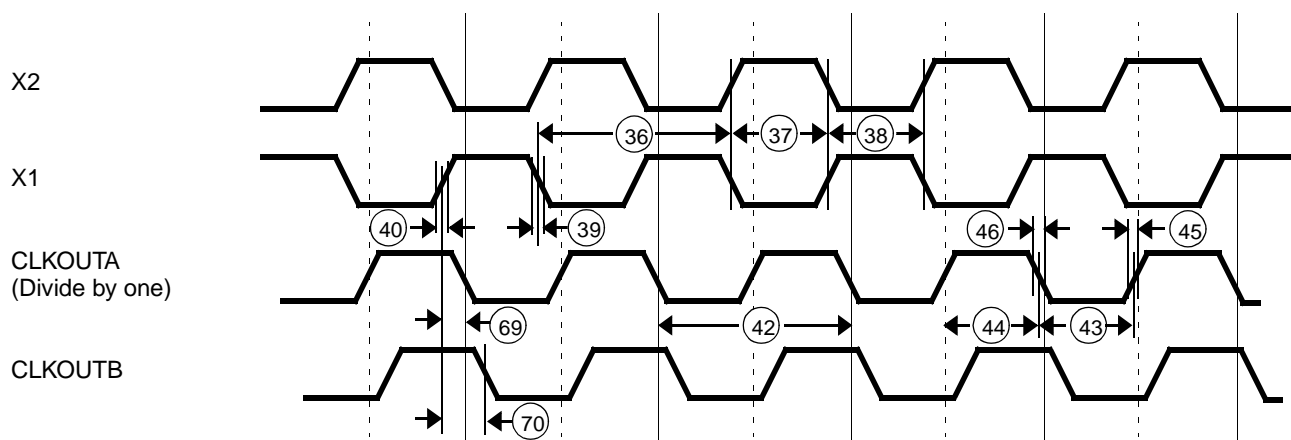 X2
36 37 38
X1
40 39 46 45
CLKOUTA
(Divide by one)
69 42 44 43
CLKOUTB
70